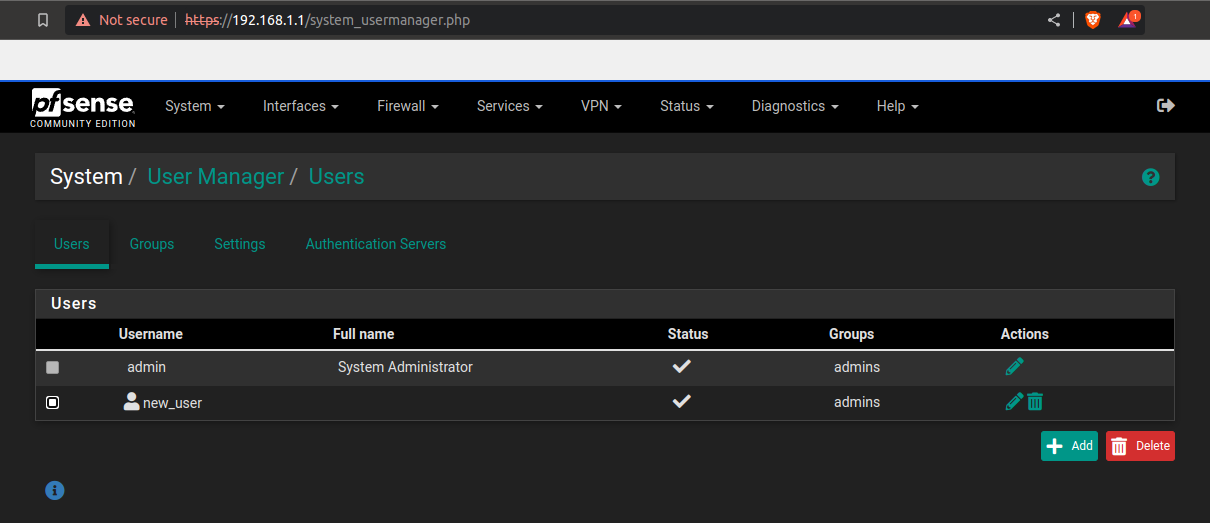 Not secure https://192.168.1.1/system_usermanager.php 1
pfsense System Interfaces Firewall Services VPN Status Diagnostics Help
COMMUNITY EDITION
System / User Manager / Users
Users Groups Settings Authentication Servers
Users
Username Full name Status Groups Actions
admin System Administrator admins
new_user admins
Add Delete